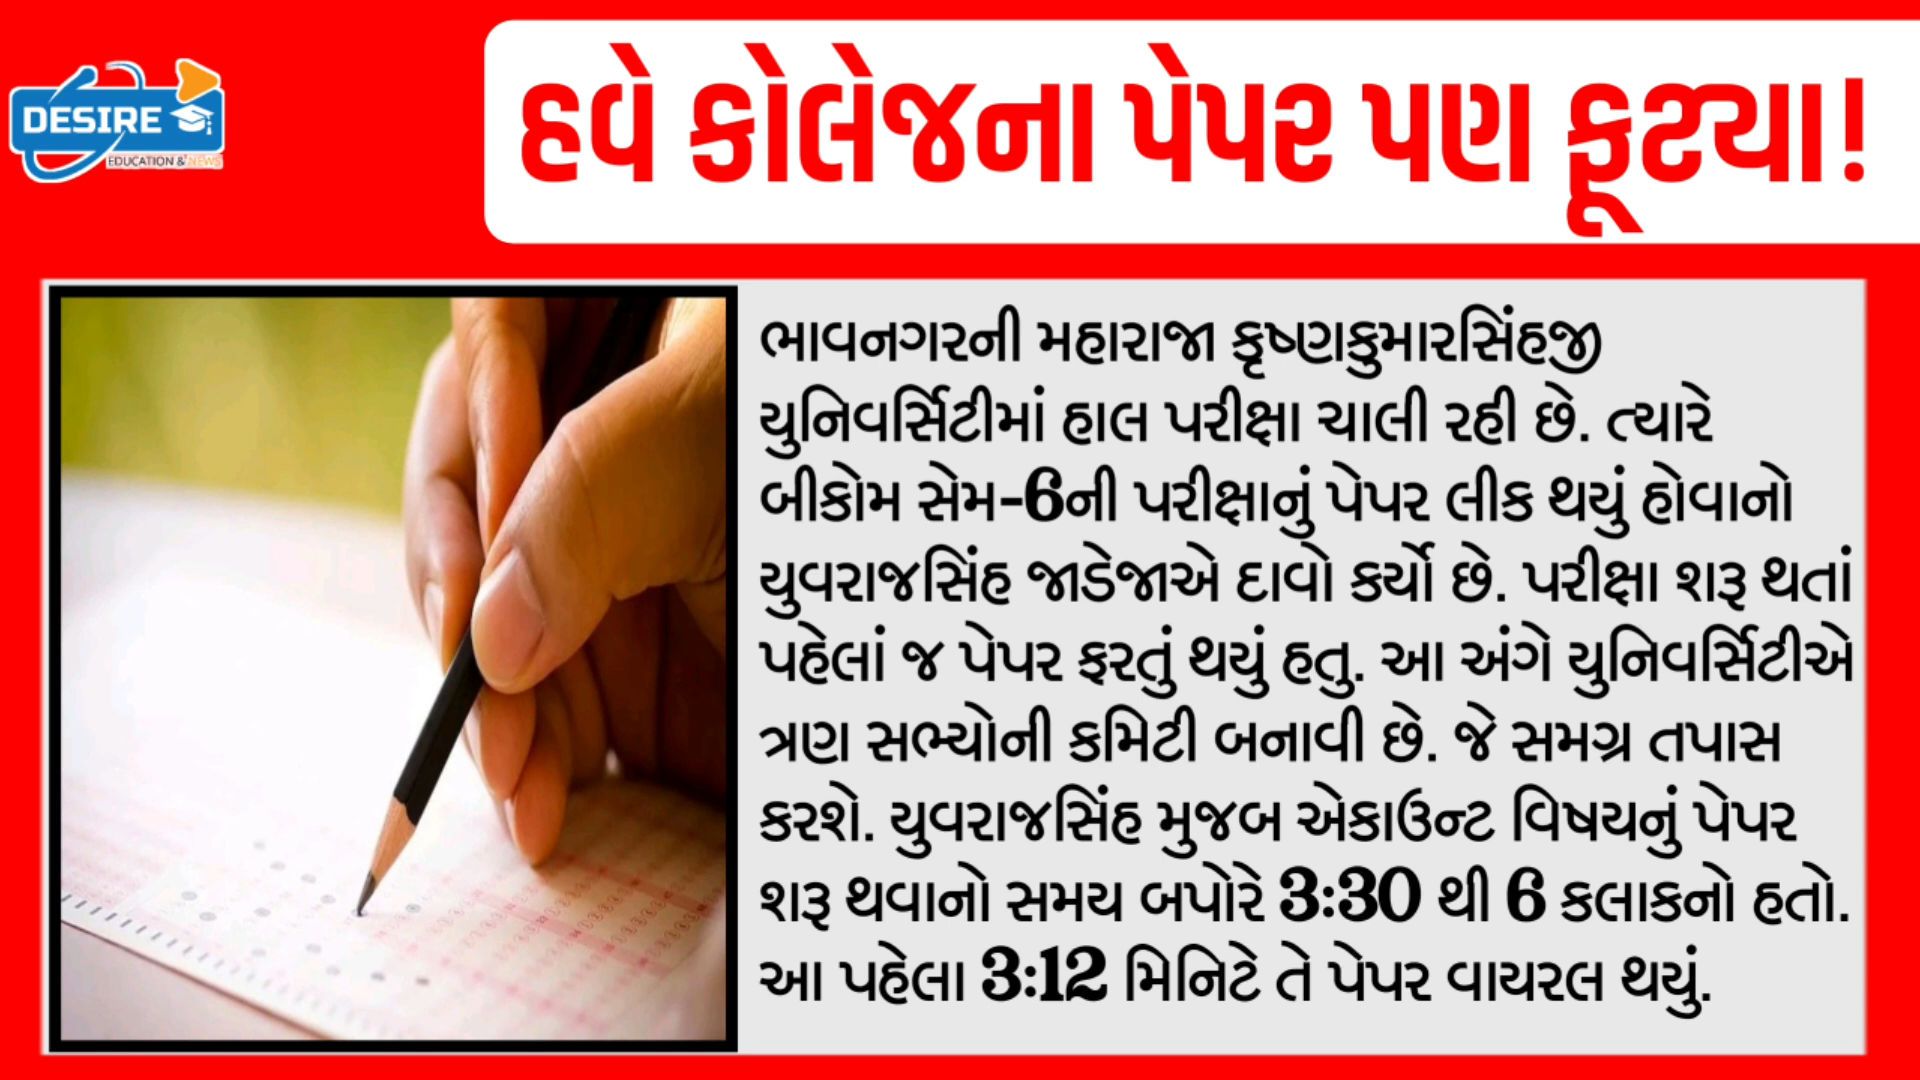 DESIRE
EDUCATION & NEWS
હવે કોલેજના પેપર પણ ફૂટ્યા!
ભાવનગરની મહારાજા કૃષ્ણકુમારસિંહજી
યુનિવર્સિટીમાં હાલ પરીક્ષા ચાલી રહી છે. ત્યારે
બીકોમ સેમ-6ની પરીક્ષાનું પેપર લીક થયું હોવાનો
યુવરાજસિંહ જાડેજાએ દાવો કર્યો છે. પરીક્ષા શરૂ થતાં
પહેલાં જ પેપર ફરતું થયું હતુ. આ અંગે યુનિવર્સિટીએ
ત્રણ સભ્યોની કમિટી બનાવી છે. જે સમગ્ર તપાસ
કરશે. યુવરાજસિંહ મુજબ એકાઉન્ટ વિષયનું પેપર
શરૂ થવાનો સમય બપોરે 3:30 થી 6 કલાકનો હતો.
આ પહેલા 3:12 મિનિટે તે પેપર વાયરલ થયું.